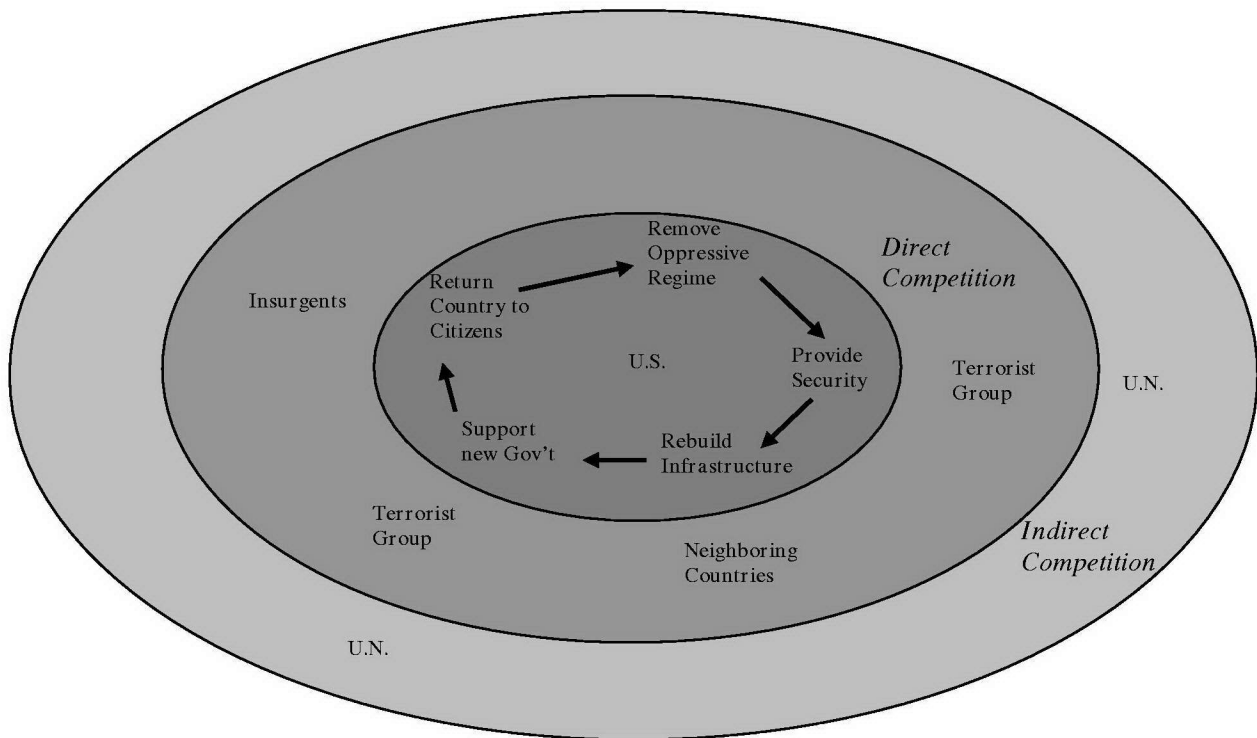 Remove
Oppressive
Regime
Direct
Competition
Return
Country to
Citizens
Insurgents
U.S.
Provide
Security
Terrorist
Group
U.N.
Support
new Gov't
Rebuild
Infrastructure
Terrorist
Group
Neighboring
Countries
Indirect
Competition
U.N.